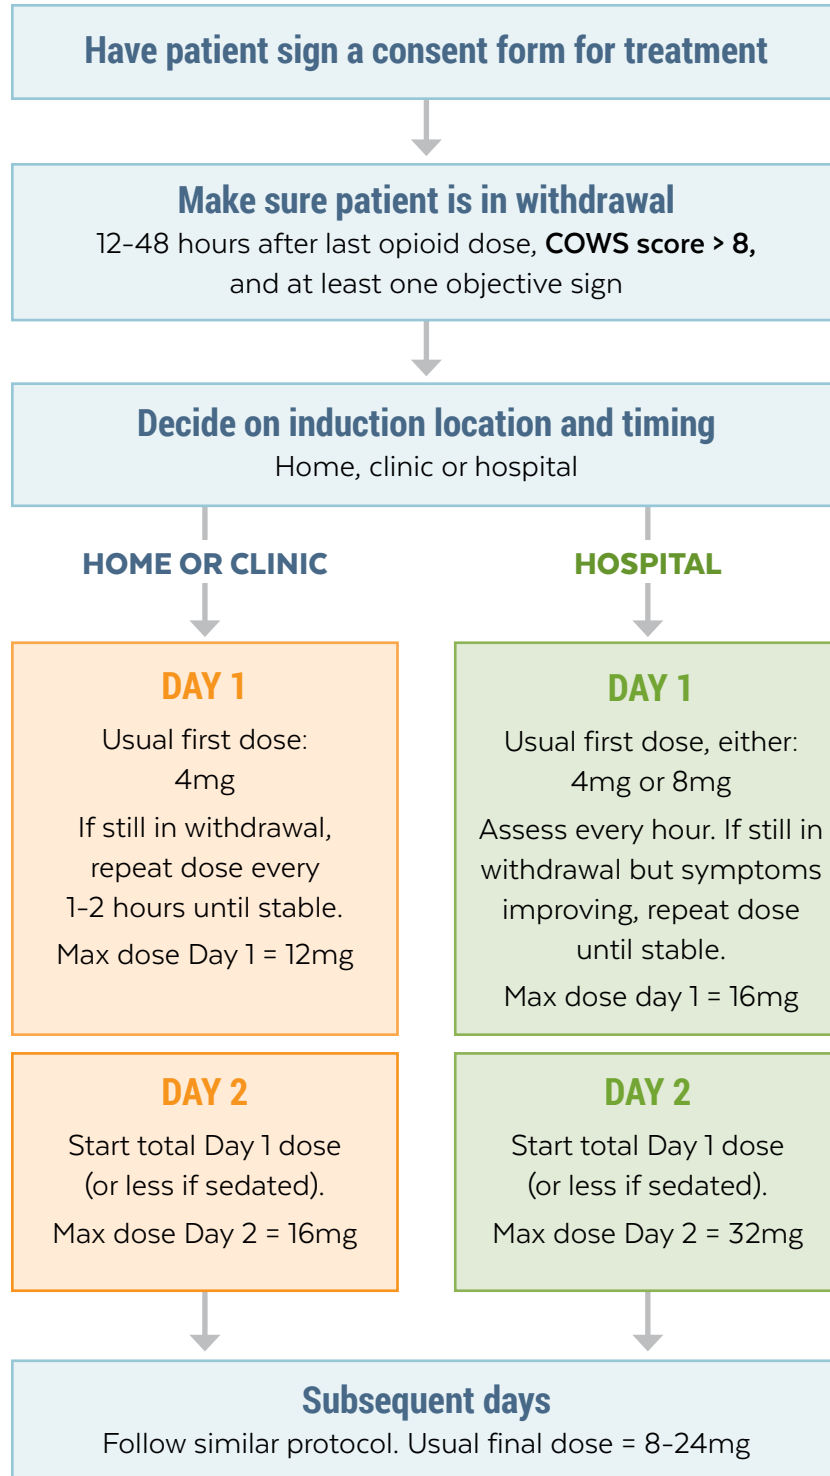 Have patient sign a consent form for treatment
Make sure patient is in withdrawal
12-48 hours after last opioid dose, COWS score > 8,
and at least one objective sign
Decide on induction location and timing
Home, clinic or hospital
HOME OR CLINIC
DAY 1
Usual first dose:
4mg
If still in withdrawal,
repeat dose every
1-2 hours until stable.
Max dose Day 1 = 12mg
DAY 2
Start total Day 1 dose
(or less if sedated).
Max dose Day 2 = 16mg
HOSPITAL
DAY 1
Usual first dose, either:
4mg or 8mg
Assess every hour. If still in
withdrawal but symptoms
improving, repeat dose
until stable.
Max dose day 1 = 16mg
DAY 2
Start total Day 1 dose
(or less if sedated).
Max dose Day 2 = 32mg
Subsequent days
Follow similar protocol. Usual final dose = 8-24mg